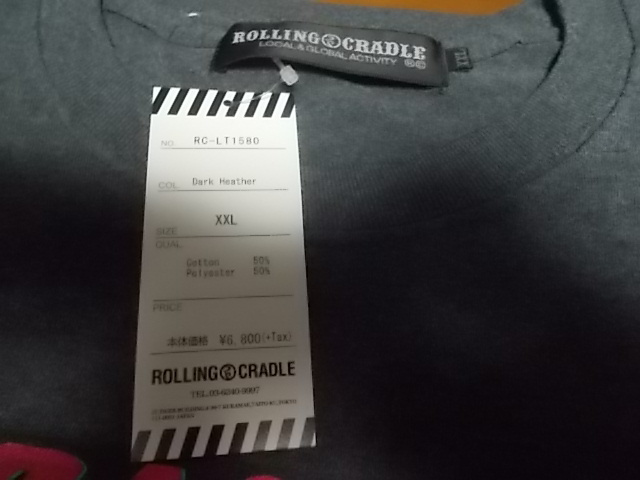 ROLLING CRADLE
LOCAL & GLOBAL ACTIVITY
XXL
NO. RC-LT1580
COL. Dark Heather
XXL
SIZE
QUAL
Cotton 50%
Polyester 50%
PRICE
本体価格 ¥6,800(+Tax)
ROLLING CRADLE